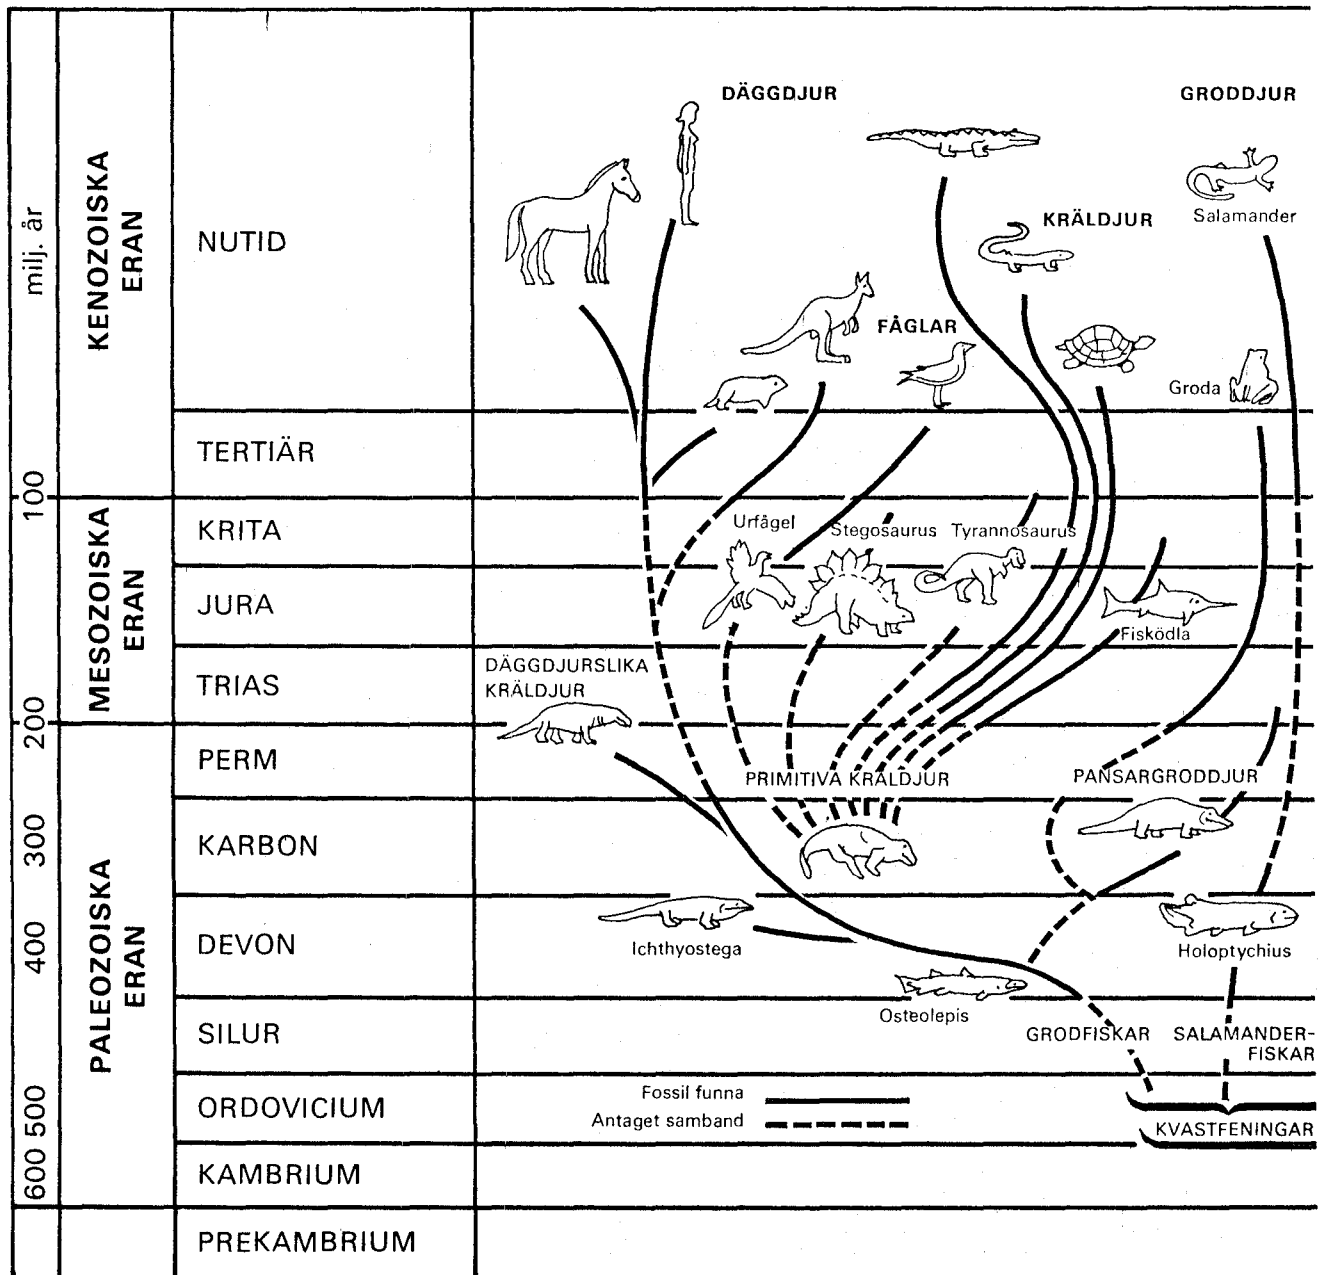 milj. år
100
200
300
400
500
600
KENOZOISKA
ERAN
MESOZOISKA
ERAN
PALEOZOISKA
ERAN
NUTID
TERTIÄR
KRITA
JURA
TRIAS
PERM
KARBON
DEVON
SILUR
ORDOVICIUM
KAMBRIUM
PREKAMBRIUM
DÄGGDJUR
GRODDJUR
Salamander
KRÄLDJUR
FÅGLAR
Groda
Urfågel
Stegosaurus
Tyrannosaurus
Fisködla
DÄGGDJURSLIKA
KRÄLDJUR
PRIMITIVA KRÄLDJUR
PANSARGRODDJUR
Ichthyostega
Holoptychius
Osteolepis
GRODFISKAR
SALAMANDER-
FISKAR
Fossil funna
Antaget samband
KVASTFENINGAR